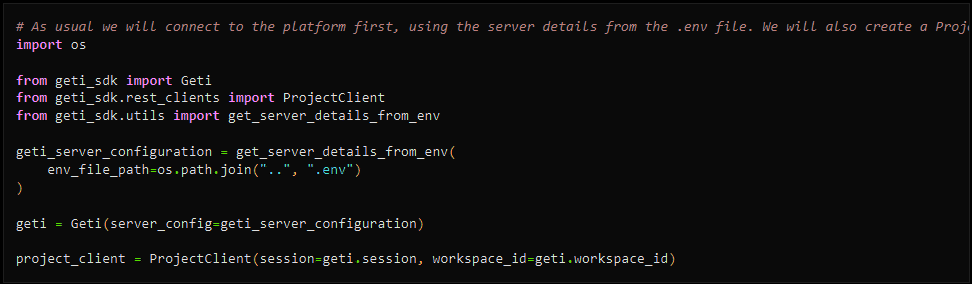 # As usual we will connect to the platform first, using the server details from the .env file. We will also create a Proj
import os
from geti_sdk import Geti
from geti_sdk.rest_clients import ProjectClient
from geti_sdk.utils import get_server_details_from_env
geti_server_configuration = get_server_details_from_env(
    env_file_path=os.path.join("..", ".env")
)
geti = Geti(server_config=geti_server_configuration)
project_client = ProjectClient(session=geti.session, workspace_id=geti.workspace_id)